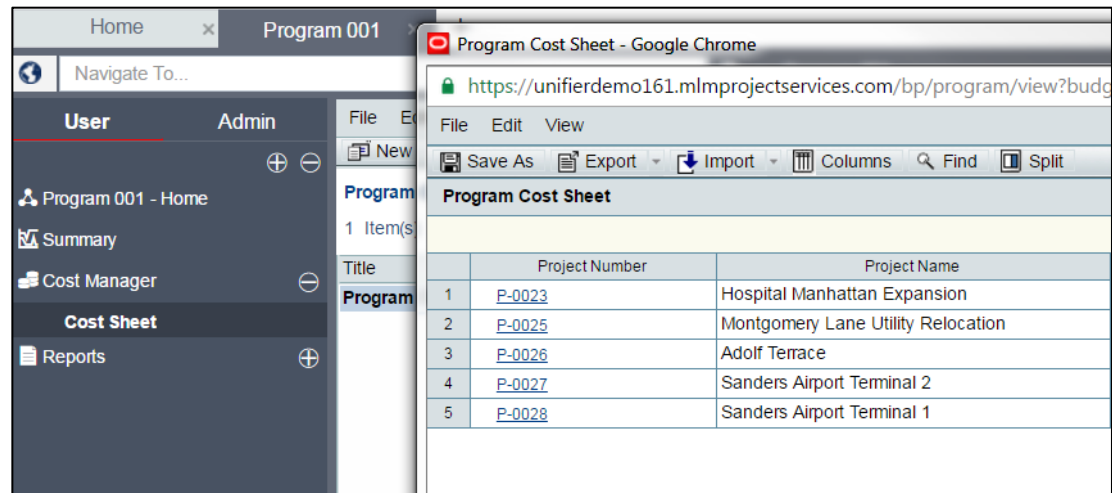 Home × Program 001 ×
Navigate To...
User Admin
Program 001 - Home
Summary
Cost Manager
Cost Sheet
Reports
File
New
Program
1 Item(s)
Title
Program
Program Cost Sheet - Google Chrome
https://unifierdemo161.mlmprojectservices.com/bp/program/view?budg
File Edit View
Save As Export Import Columns Find Split
Program Cost Sheet
Project Number Project Name
1 P-0023 Hospital Manhattan Expansion
2 P-0025 Montgomery Lane Utility Relocation
3 P-0026 Adolf Terrace
4 P-0027 Sanders Airport Terminal 2
5 P-0028 Sanders Airport Terminal 1